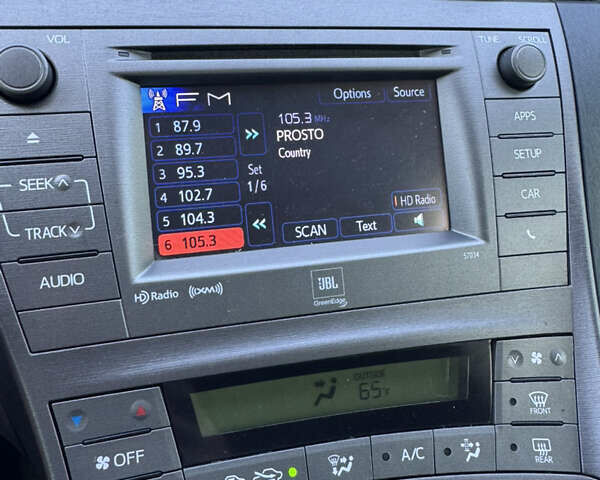 VOL
TUNE SCROLL
FM
Options
Source
1 87.9
2 89.7
3 95.3
4 102.7
5 104.3
6 105.3
Set
1/6
105.3 MHz
PROSTO
Country
HD Radio
SCAN
Text
SEEK
TRACK
AUDIO
APPS
SETUP
CAR
HD Radio
((XM))
JBL
GreenEdge
57034
OUTSIDE
65°F
OFF
A/C
FRONT
REAR